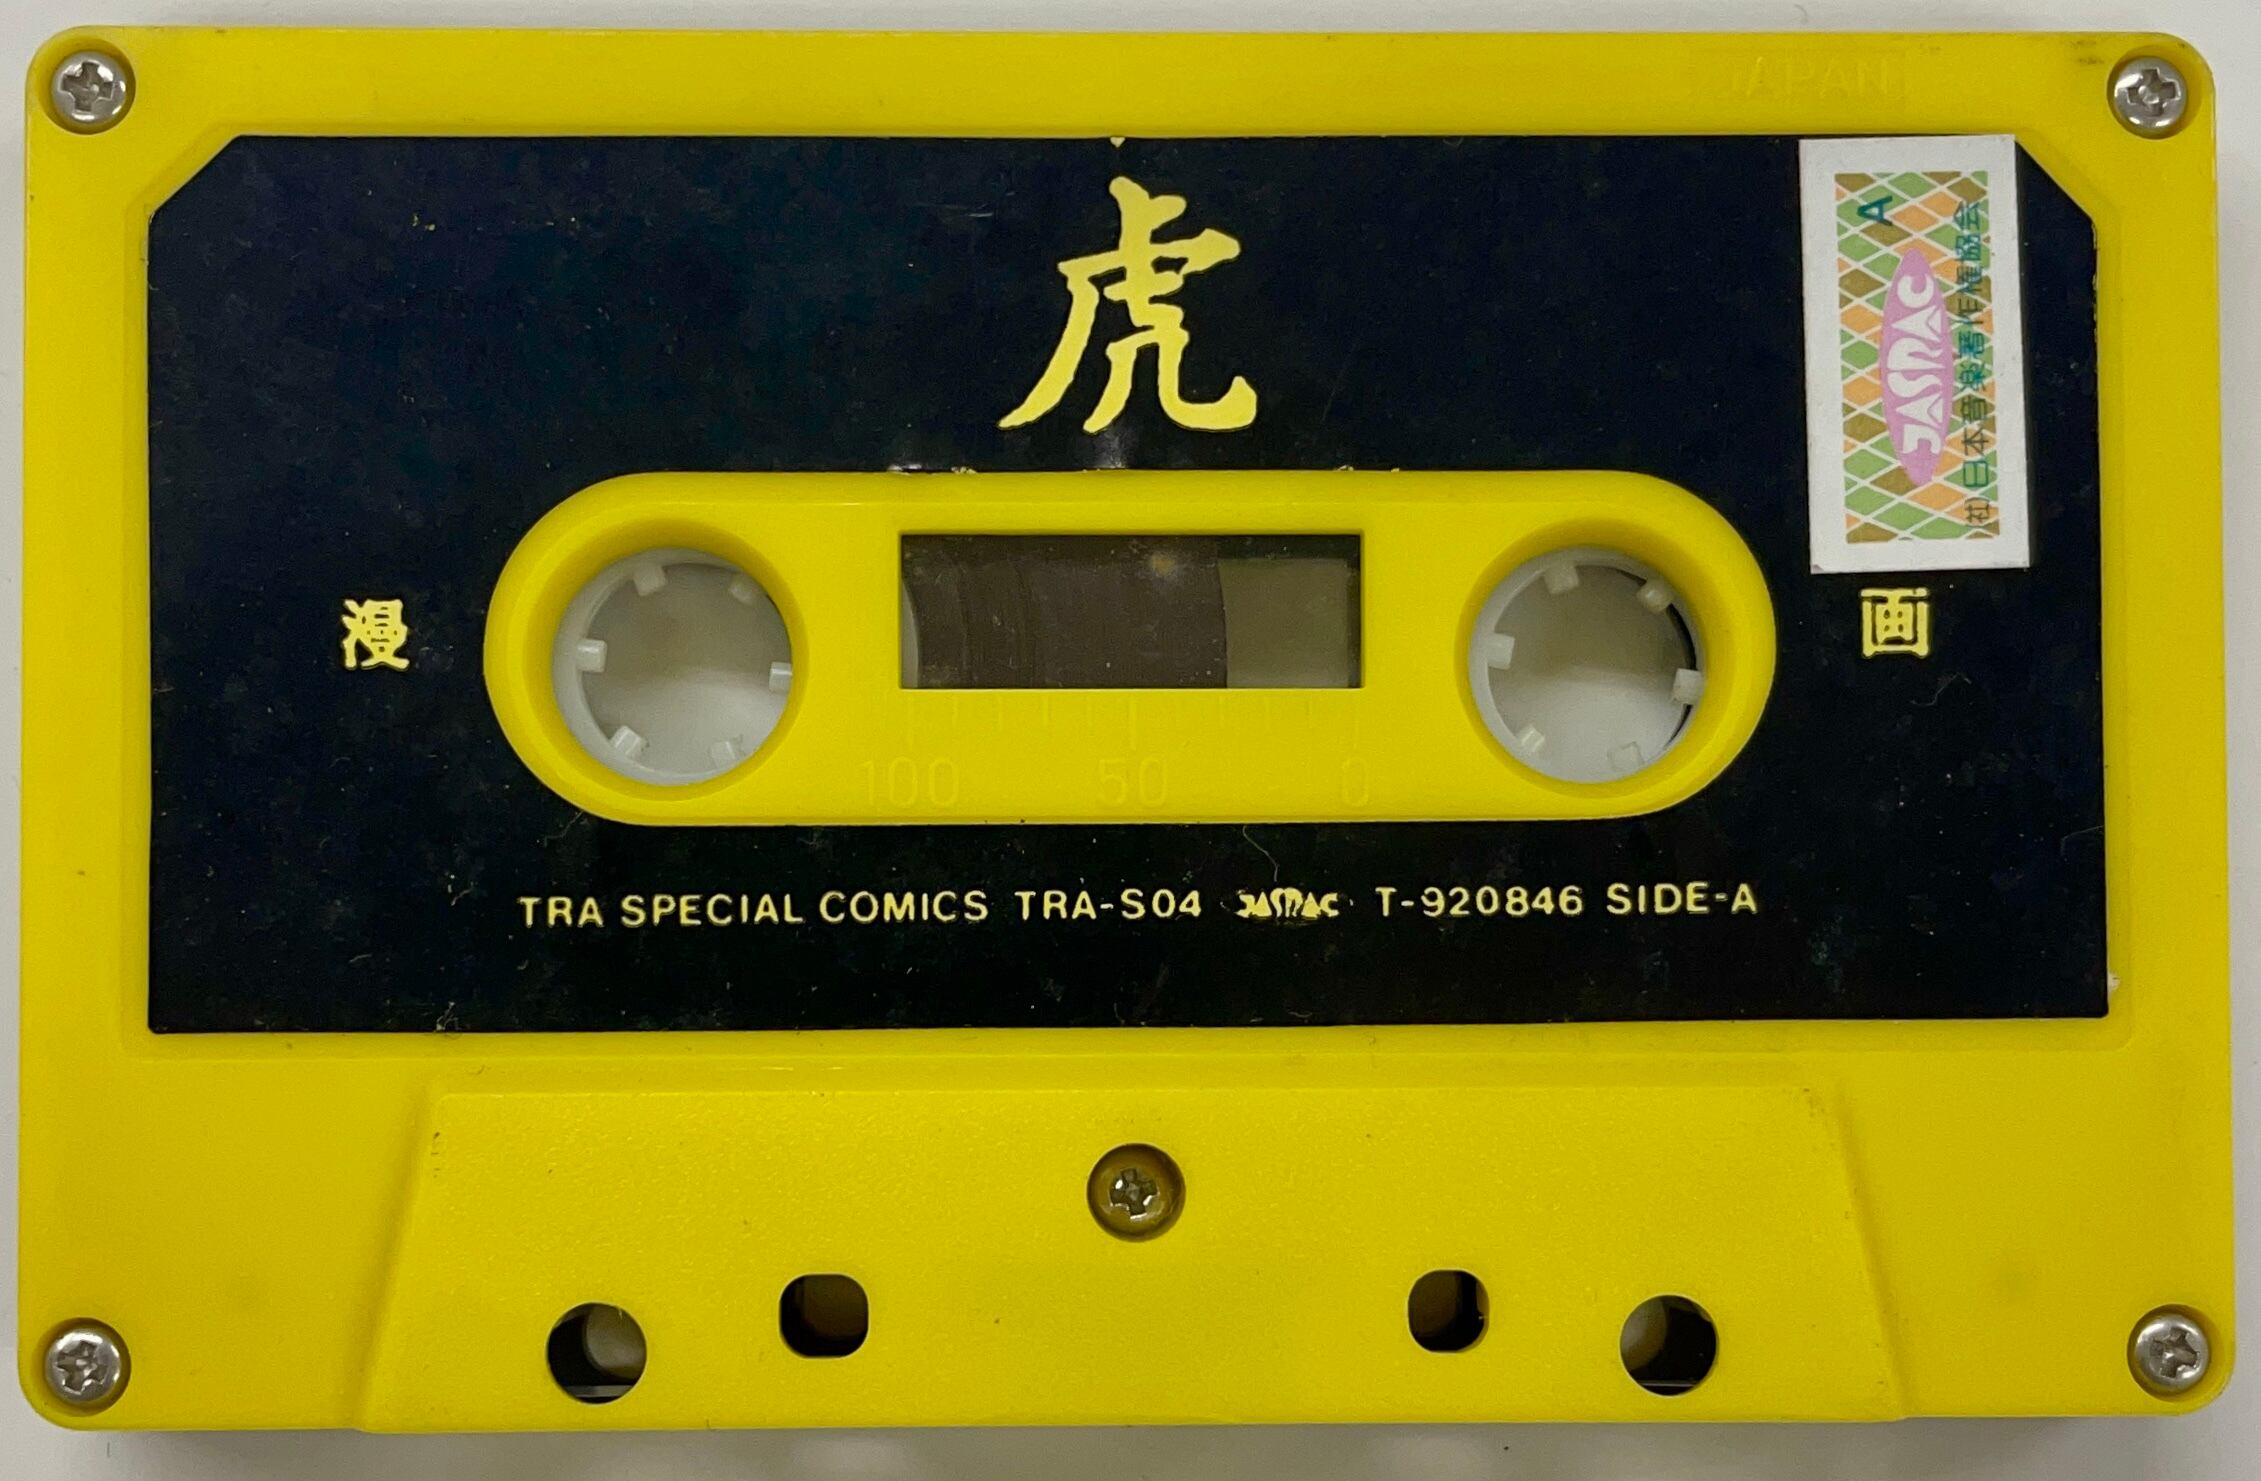 JAPAN
虎
A
JASRAC
(社)日本音楽著作権協会
漫 画
100 50 0
TRA SPECIAL COMICS TRA-S04 JASRAC T-920846 SIDE-A